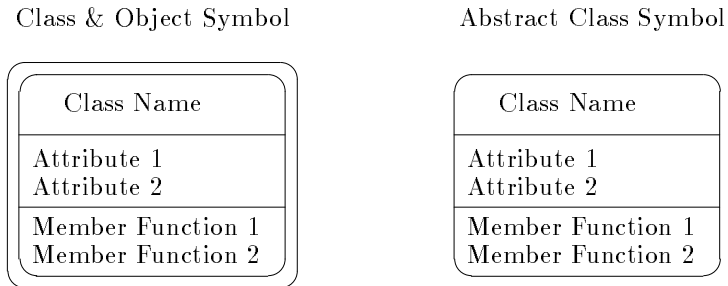 Class & Object Symbol
Class Name
Attribute 1
Attribute 2
Member Function 1
Member Function 2
Abstract Class Symbol
Class Name
Attribute 1
Attribute 2
Member Function 1
Member Function 2